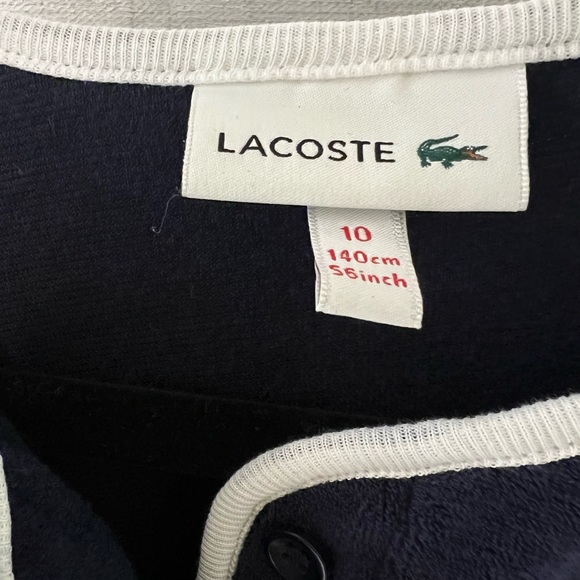 LACOSTE
10
140cm
56inch